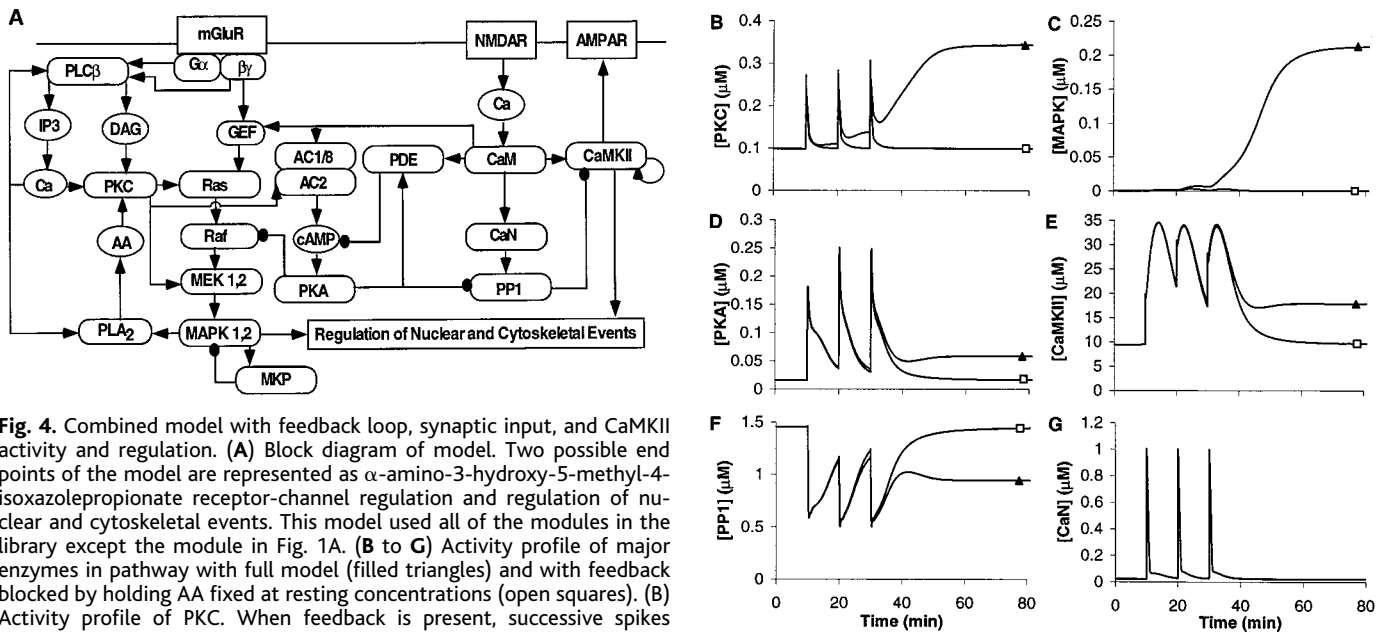 A
mGluR
Gα
βγ
PLCβ
NMDAR
AMPAR
IP3
DAG
Ca
GEF
AC1/8
AC2
PDE
CaM
CaMKII
Ca
PKC
Ras
AA
Raf
cAMP
CaN
MEK 1,2
PKA
PP1
PLA2
MAPK 1,2
Regulation of Nuclear and Cytoskeletal Events
MKP
Fig. 4. Combined model with feedback loop, synaptic input, and CaMKII
activity and regulation. (A) Block diagram of model. Two possible end
points of the model are represented as α-amino-3-hydroxy-5-methyl-4-
isoxazolepropionate receptor-channel regulation and regulation of nu-
clear and cytoskeletal events. This model used all of the modules in the
library except the module in Fig. 1A. (B to G) Activity profile of major
enzymes in pathway with full model (filled triangles) and with feedback
blocked by holding AA fixed at resting concentrations (open squares). (B)
Activity profile of PKC. When feedback is present, successive spikes
B
[PKC] (μM)
0.4
0.3
0.2
0.1
0
C
[MAPK] (μM)
0.25
0.2
0.15
0.1
0.05
0
D
[PKA] (μM)
0.3
0.25
0.2
0.15
0.1
0.05
0
E
[CaMKII] (μM)
35
30
25
20
15
10
5
0
F
[PP1] (μM)
1.5
1
0.5
0
0 20 40 60 80
Time (min)
G
[CaN] (μM)
1.2
1
0.8
0.6
0.4
0.2
0
0 20 40 60 80
Time (min)